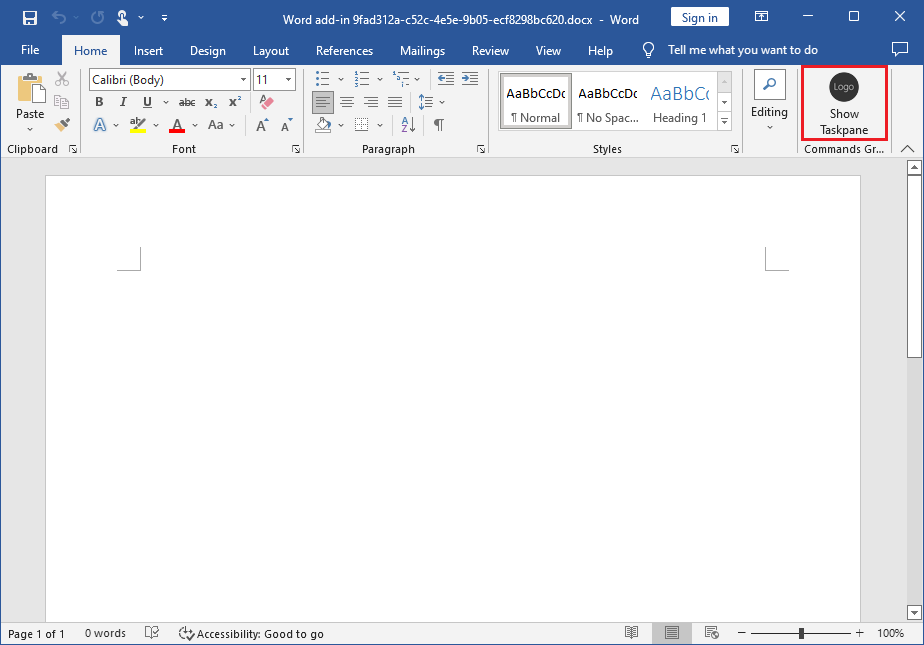 Word add-in 9fad312a-c52c-4e5e-9b05-ecf8298bc620.docx - Word
Sign in
File Home Insert Design Layout References Mailings Review View Help Tell me what you want to do
Paste
Calibri (Body) 11
B I U abc X₂ X²
A ab A Aa A A
AaBbCcDc AaBbCcDc AaBbCc
¶ Normal ¶ No Spac... Heading 1
Editing
Logo
Show
Taskpane
Clipboard Font Paragraph Styles Commands Gr...
Page 1 of 1 0 words Accessibility: Good to go 100%